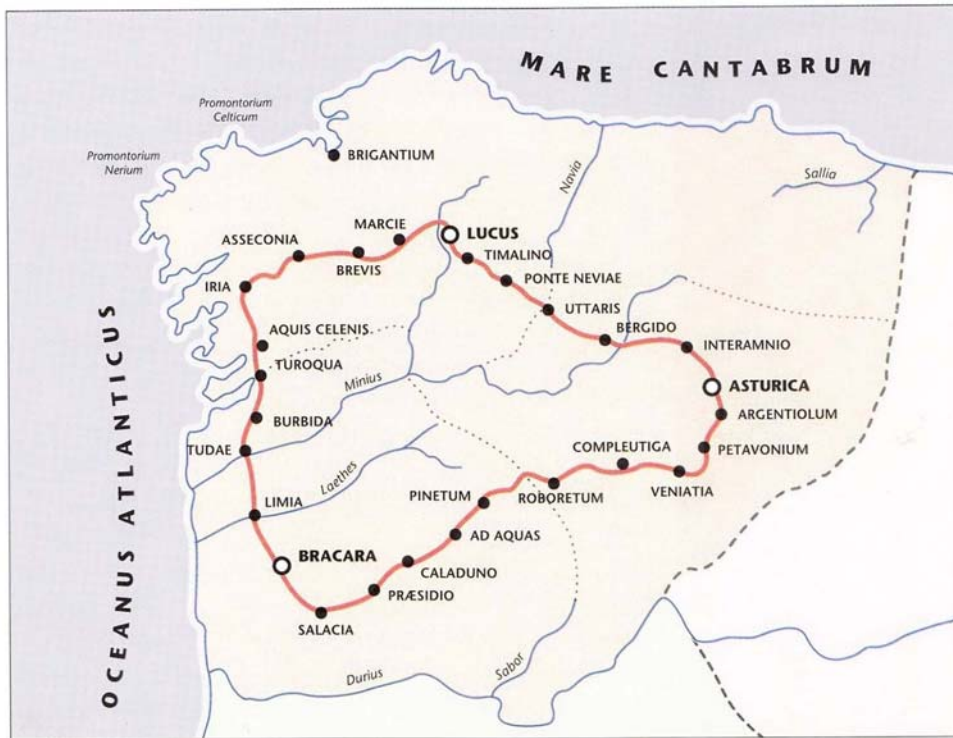 MARE CANTABRUM
Promontorium
Celticum
Promontorium
Nerium
BRIGANTIUM
Navia
Sallia
MARCIE
LUCUS
ASSECONIA
BREVIS
TIMALINO
IRIA
PONTE NEVIAE
UTTARIS
AQUIS CELENIS
BERGIDO
INTERAMNIO
TUROQUA
Minius
ASTURICA
BURBIDA
ARGENTIOLUM
TUDAE
COMPLEUTIGA
PETAVONIUM
Laethes
VENIATIA
LIMIA
PINETUM
ROBORETUM
AD AQUAS
BRACARA
CALADUNO
PRÆSIDIO
SALACIA
Durius
Sabor
OCEANUS ATLANTICUS